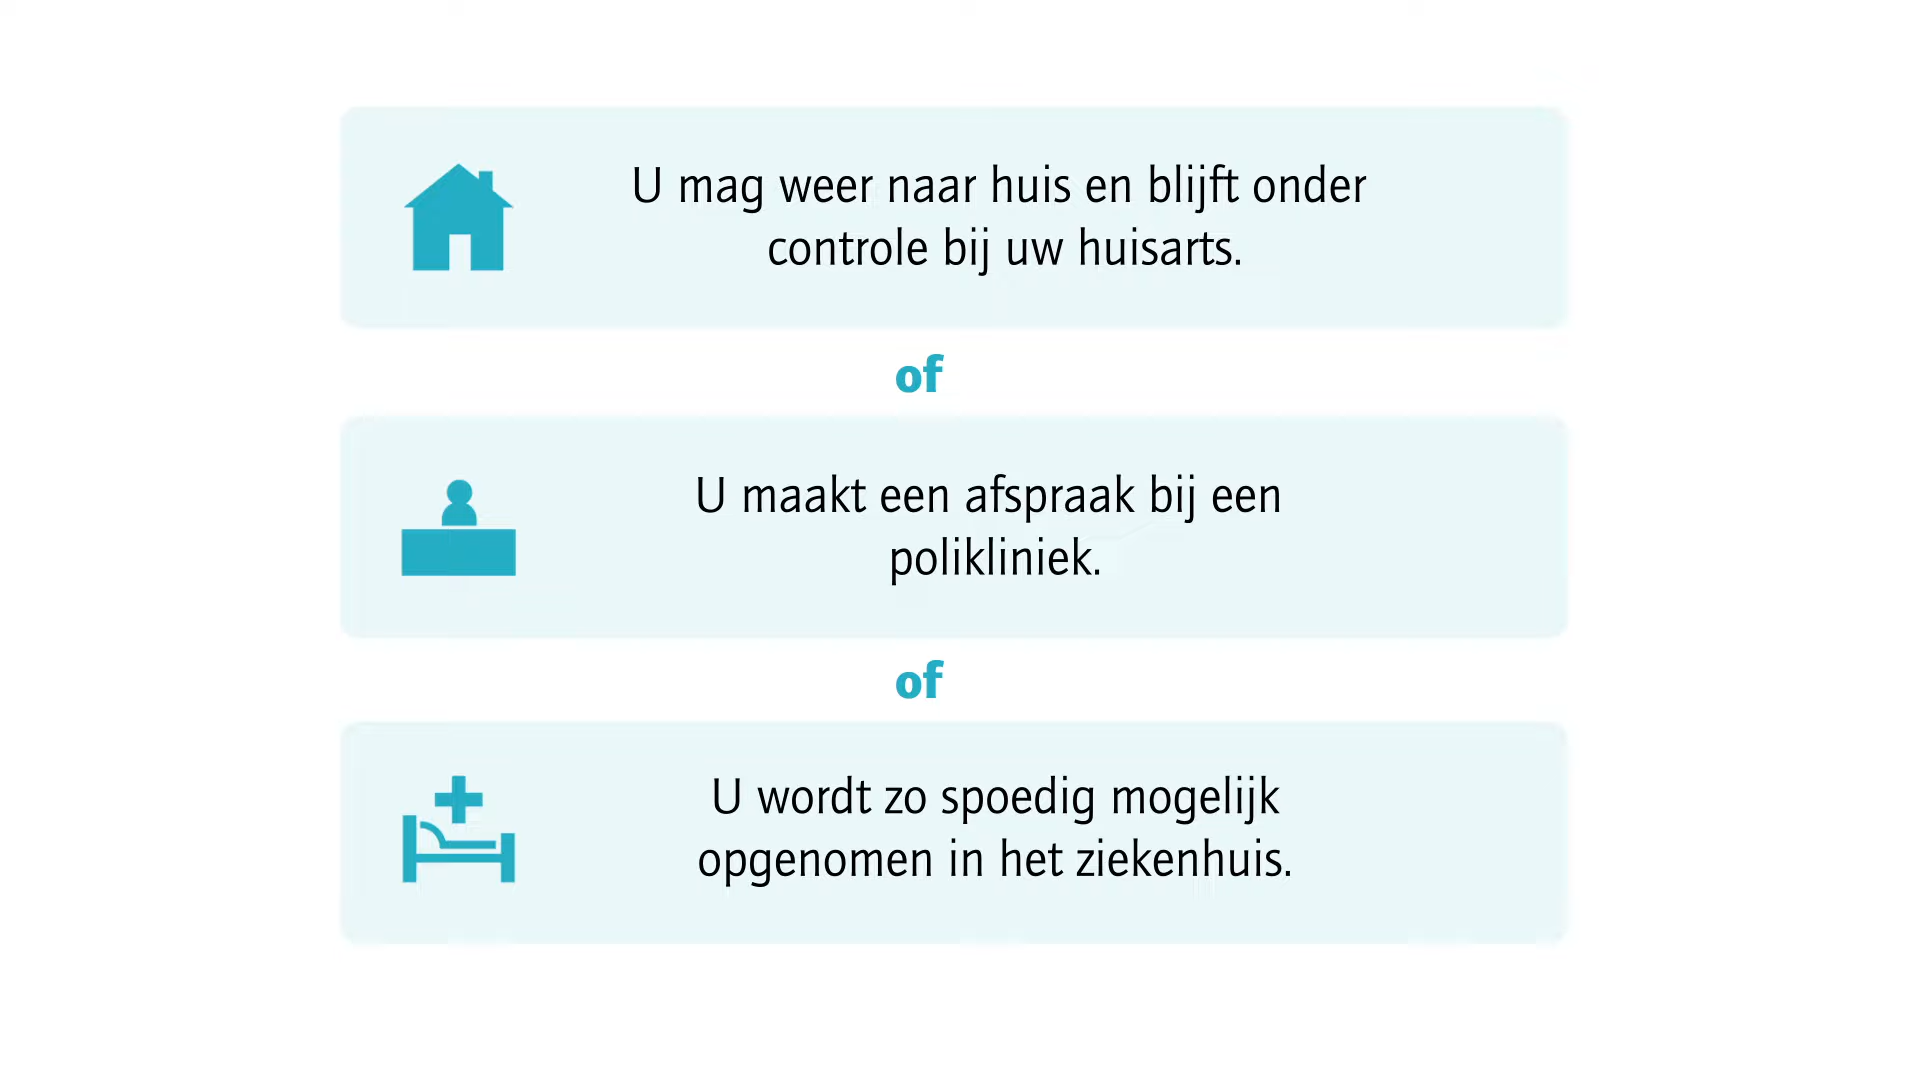 U mag weer naar huis en blijft onder
controle bij uw huisarts.
of
U maakt een afspraak bij een
polikliniek.
of
U wordt zo spoedig mogelijk
opgenomen in het ziekenhuis.